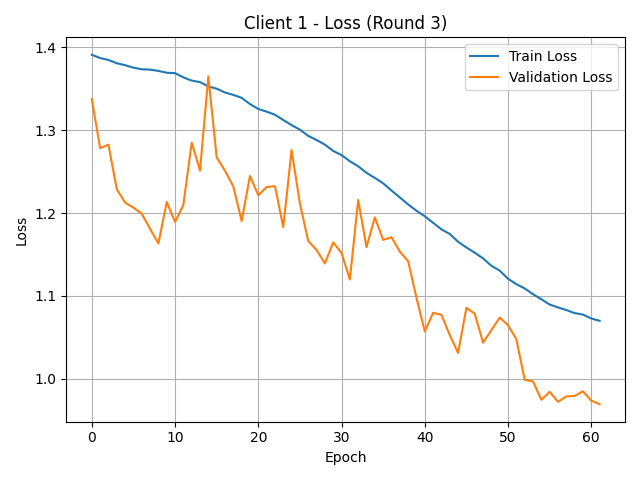 Client 1 - Loss (Round 3)
Train Loss
Validation Loss
1.4
1.3
1.2
1.1
1.0
Loss
0 10 20 30 40 50 60
Epoch